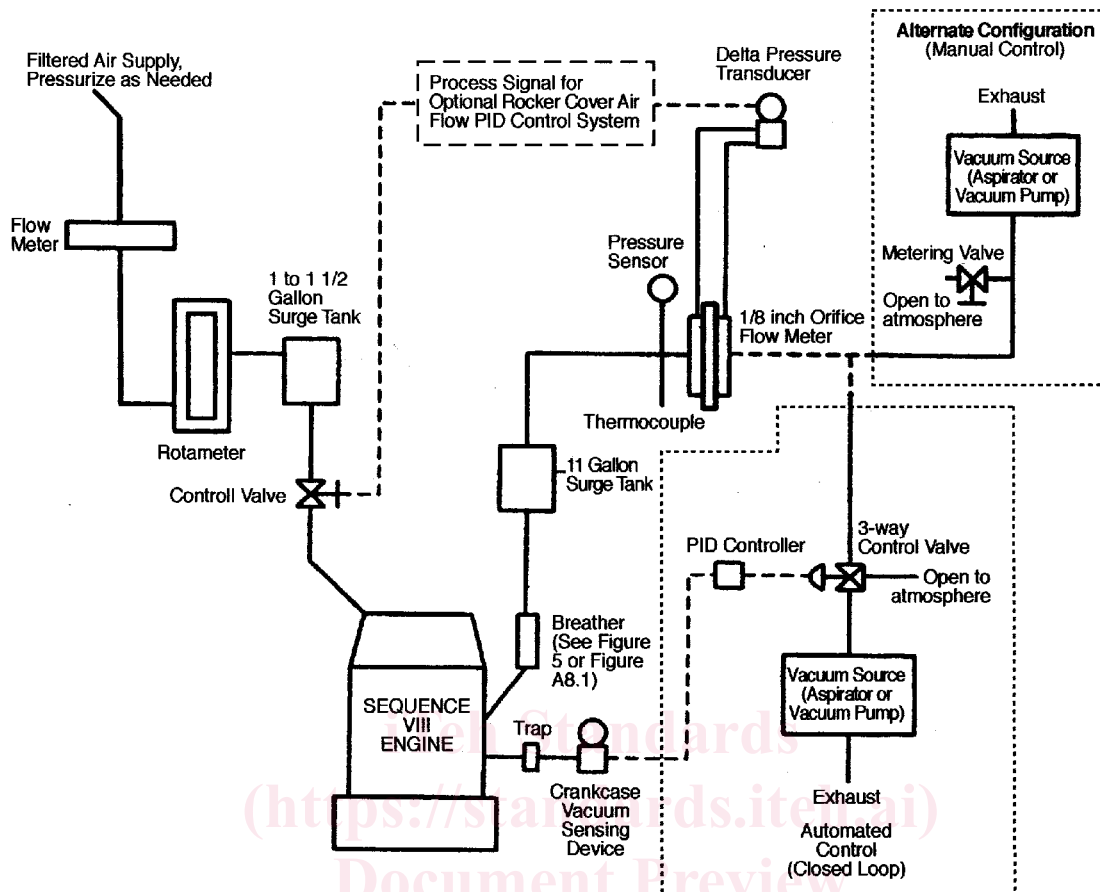 Filtered Air Supply,
Pressurize as Needed
Flow
Meter
Rotameter
1 to 1 1/2
Gallon
Surge Tank
Controll Valve
Process Signal for
Optional Rocker Cover Air
Flow PID Control System
Delta Pressure
Transducer
Pressure
Sensor
1/8 inch Orifice
Flow Meter
Thermocouple
11 Gallon
Surge Tank
Breather
(See Figure
5 or Figure
A8.1)
SEQUENCE
VIII
ENGINE
Trap
Crankcase
Vacuum
Sensing
Device
Alternate Configuration
(Manual Control)
Exhaust
Vacuum Source
(Aspirator or
Vacuum Pump)
Metering Valve
Open to
atmosphere
PID Controller
3-way
Control Valve
Open to
atmosphere
Vacuum Source
(Aspirator or
Vacuum Pump)
Exhaust
Automated
Control
(Closed Loop)
iTeh Standards
(https://standards.iteh.ai)
Document Preview